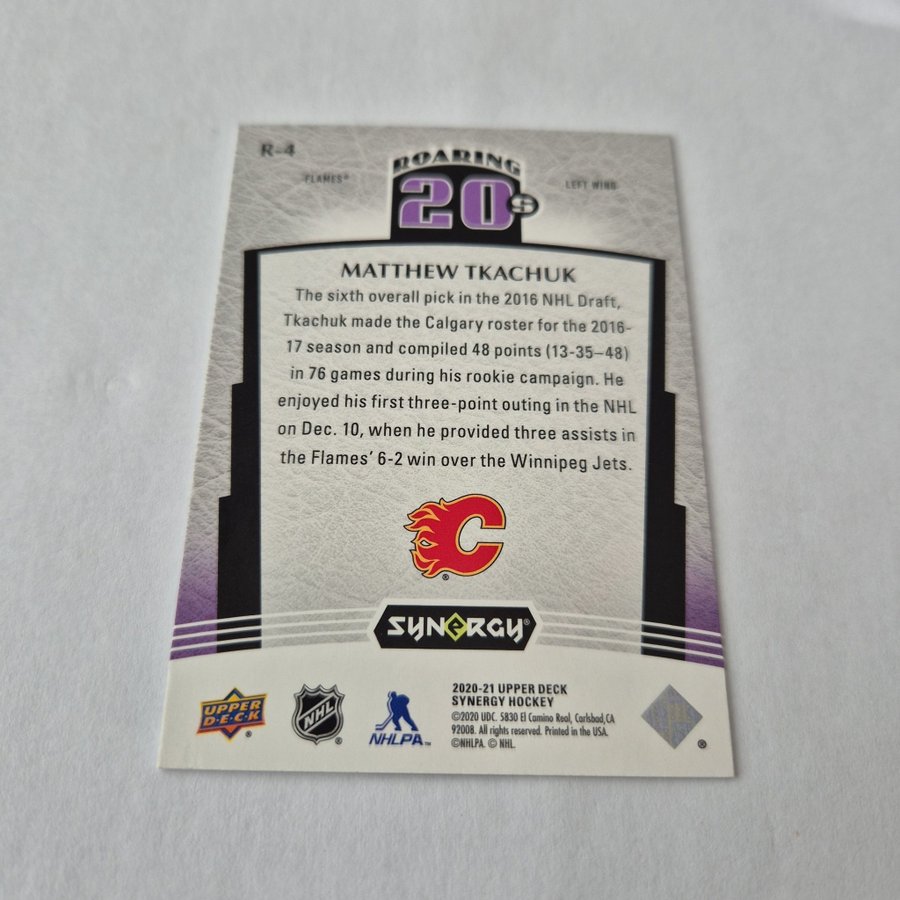 R-4
ROARING
FLAMES®
20s
LEFT WING
MATTHEW TKACHUK
The sixth overall pick in the 2016 NHL Draft,
Tkachuk made the Calgary roster for the 2016-
17 season and compiled 48 points (13-35–48)
in 76 games during his rookie campaign. He
enjoyed his first three-point outing in the NHL
on Dec. 10, when he provided three assists in
the Flames' 6-2 win over the Winnipeg Jets.
C
®
SYNERGY®
UPPER
DECK
®
NHL
®
NHLPA™
2020-21 UPPER DECK
SYNERGY HOCKEY
©2020 UDC. 5830 El Camino Real, Carlsbad,CA
92008. All rights reserved. Printed in the USA.
©NHLPA. © NHL.
®